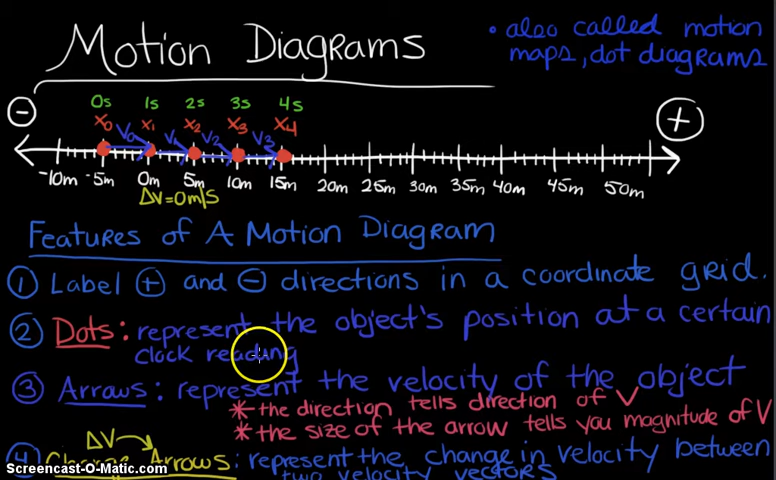 Motion Diagrams
• also called motion
maps, dot diagrams
0s 1s 2s 3s 4s
x0 x1 x2 x3 x4
V0 V1 V2 V3
- +
-10m -5m 0m 5m 10m 15m 20m 25m 30m 35m 40m 45m 50m
ΔV=0m/s
Features of A Motion Diagram
① Label + and - directions in a coordinate grid.
② Dots: represent the object's position at a certain
clock reading
③ Arrows: represent the velocity of the object
* the direction tells direction of V
* the size of the arrow tells you magnitude of V
ΔV
④ Change Arrows: represent the change in velocity between
two velocity vectors
Screencast-O-Matic.com